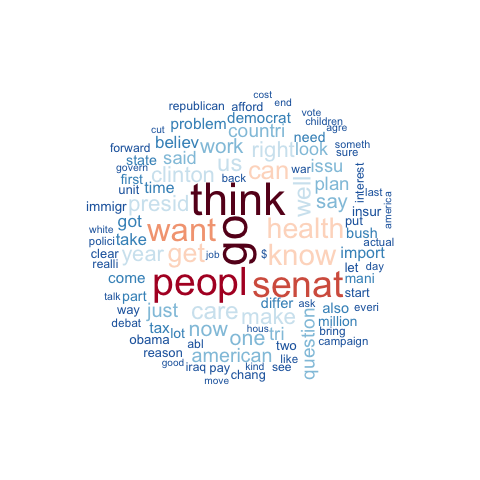 cost
republican afford end
democrat vote
problem children
forward believ work countri need agre
cut right look someth
state said sure
govern clinton us can war issu
first back well plan interest last
unit time think say america
immigr presid go insur
white got want health put bush
polici take actual
clear year get job $ know import
realli let day
come peopl senat mani
talk part just care differ ask also start everi
way make million
debat tax lot now hous one tri question bring
obama abl two campaign
reason american like
good iraq pay kind see
move chang